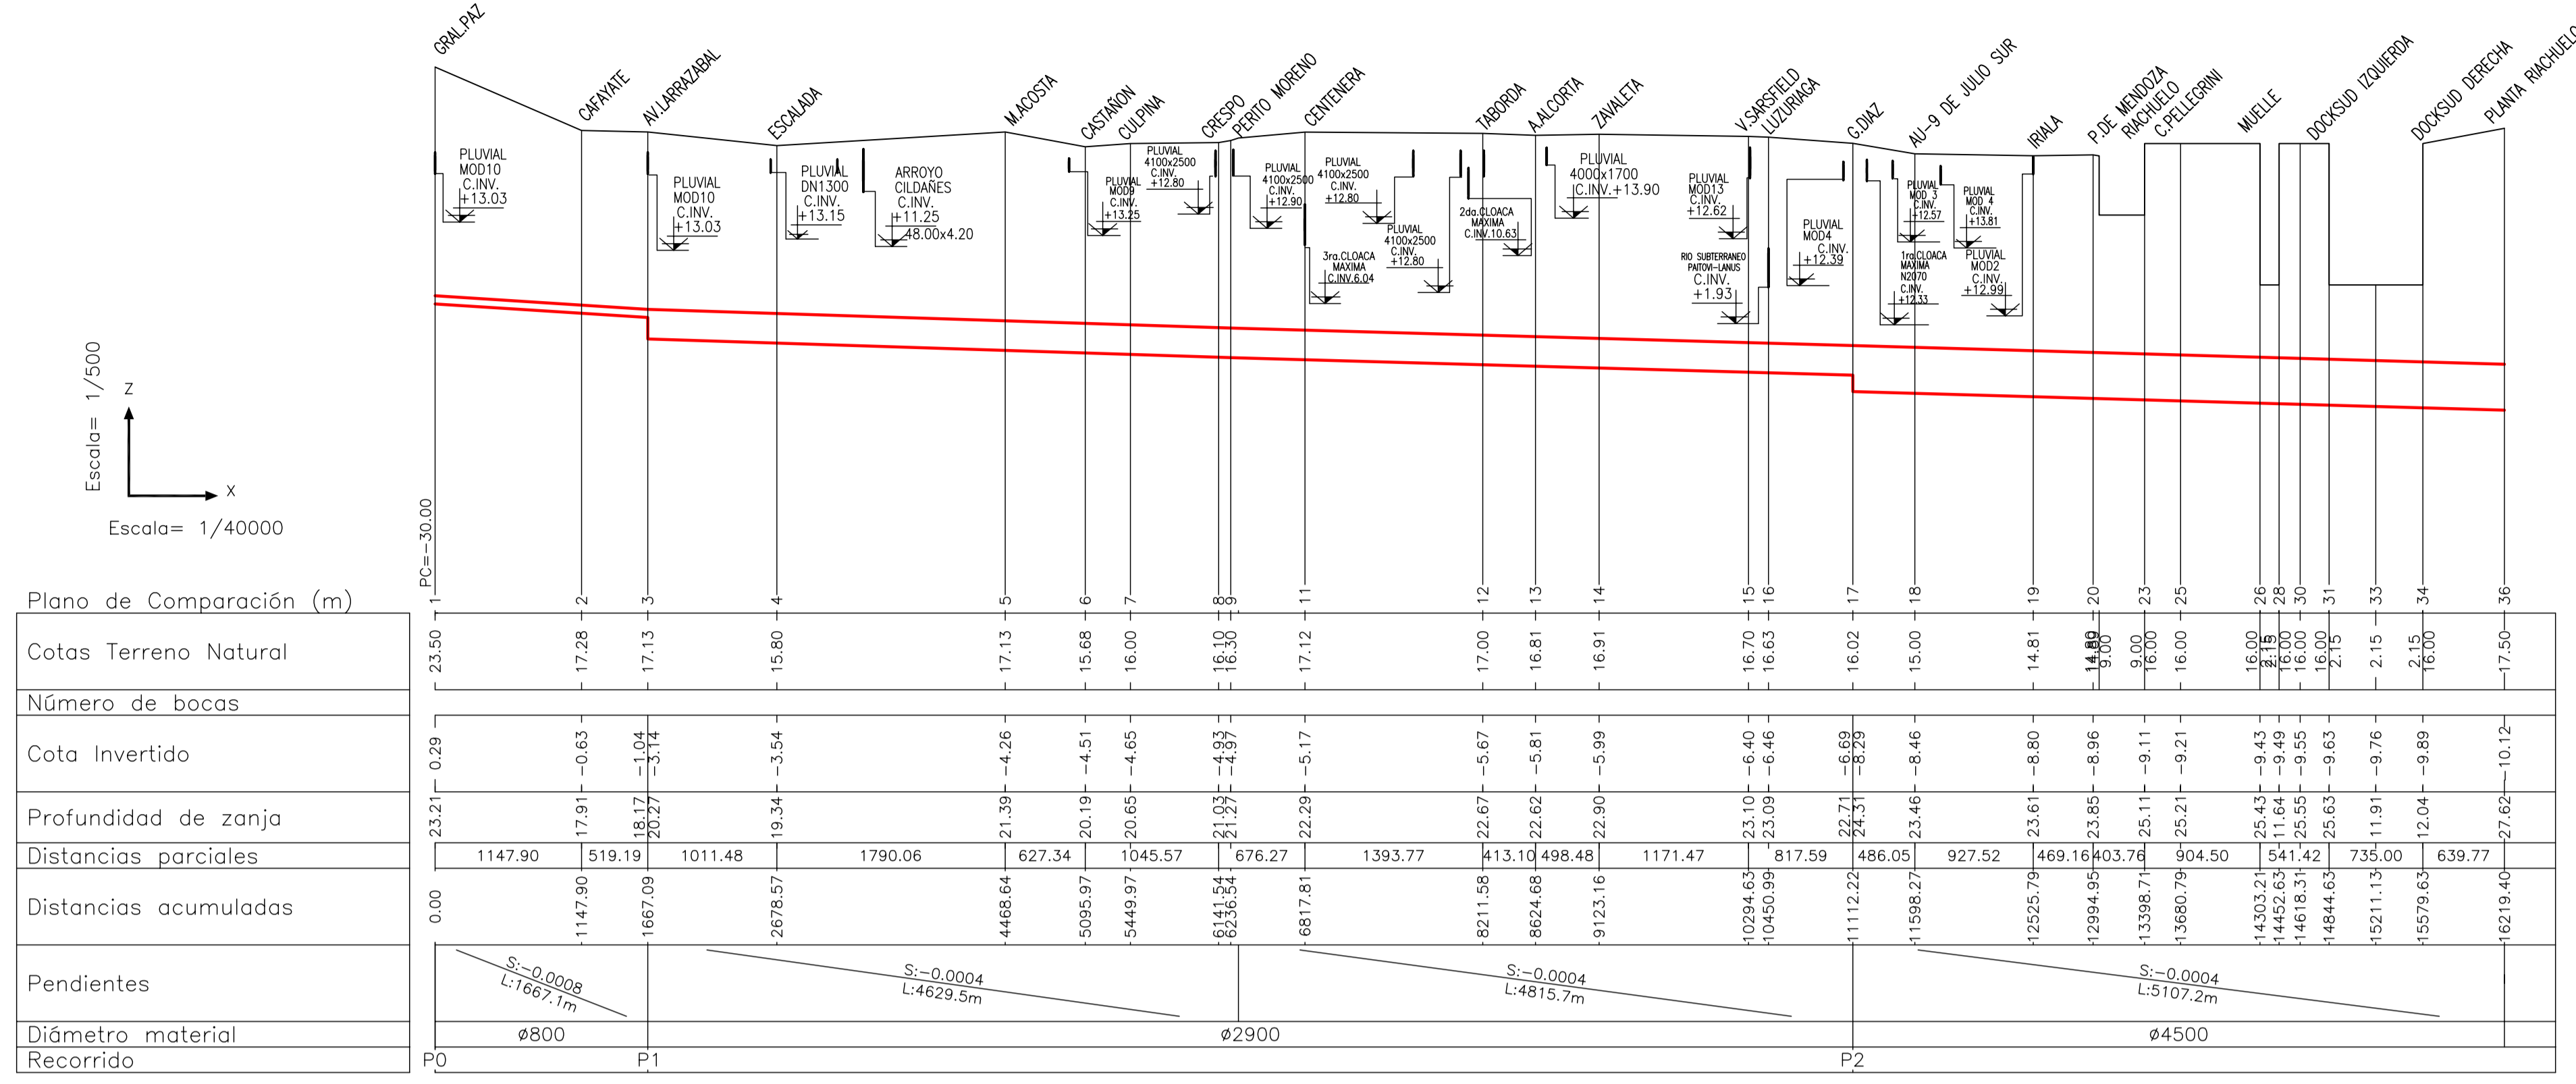 GRAL.PAZ
CAFAYATE
AV.LARRAZABAL
ESCALADA
M.ACOSTA
CASTAÑON
CULPINA
CRESPO
PERITO MORENO
CENTENERA
TABORDA
A.ALCORTA
ZAVALETA
V.SARSFIELD
LUZURIAGA
G.DIAZ
AU-9 DE JULIO SUR
IRIALA
P.DE MENDOZA
RIACHUELO
C.PELLEGRINI
MUELLE
DOCKSUD IZQUIERDA
DOCKSUD DERECHA
PLANTA RIACHUELO
PLUVIAL
MOD10
C.INV.
+13.03
PLUVIAL
MOD10
C.INV.
+13.03
PLUVIAL
DN1300
C.INV.
+13.15
ARROYO
CILDAÑES
C.INV.
+11.25
48.00x4.20
PLUVIAL
MOD9
C.INV.
+13.25
PLUVIAL
4100x2500
C.INV.
+12.80
PLUVIAL
4100x2500
C.INV.
+12.90
PLUVIAL
4100x2500
C.INV.
+12.80
3ra.CLOACA
MAXIMA
C.INV.6.04
PLUVIAL
4100x2500
C.INV.
+12.80
2da.CLOACA
MAXIMA
C.INV.10.63
PLUVIAL
4000x1700
C.INV.+13.90
PLUVIAL
MOD13
C.INV.
+12.62
RIO SUBTERRANEO
PAITOVI-LANUS
C.INV.
+1.93
PLUVIAL
MOD4
C.INV.
+12.39
PLUVIAL
MOD 3
C.INV.
+12.57
1ra.CLOACA
MAXIMA
N2070
C.INV.
+12.33
PLUVIAL
MOD 4
C.INV.
+13.81
PLUVIAL
MOD2
C.INV.
+12.99
Escala= 1/500
Z
X
Escala= 1/40000
PC=-30.00
Plano de Comparación (m)
1 2 3 4 5 6 7 8 9 11 12 13 14 15 16 17 18 19 20 23 25 26 28 30 31 33 34 36
Cotas Terreno Natural
23.50 17.28 17.13 15.80 17.13 15.68 16.00 16.10 16.30 17.12 17.00 16.81 16.91 16.70 16.63 16.02 15.00 14.81 9.00 9.00 16.00 16.00 16.00 2.15 16.00 16.00 16.00 2.15 2.15 2.15 16.00 17.50
Número de bocas
Cota Invertido
0.29 -0.63 -1.04 -3.14 -3.54 -4.26 -4.51 -4.65 -4.93 -4.97 -5.17 -5.67 -5.81 -5.99 -6.40 -6.46 -6.69 -8.29 -8.46 -8.80 -8.96 -9.11 -9.21 -9.43 -9.49 -9.55 -9.63 -9.76 -9.89 -10.12
Profundidad de zanja
23.21 17.91 18.17 20.27 19.34 21.39 20.19 20.65 21.03 21.27 22.29 22.67 22.62 22.90 23.10 23.09 22.71 24.31 23.46 23.61 23.85 25.11 25.21 25.43 11.64 25.55 25.63 11.91 12.04 27.62
Distancias parciales
1147.90 519.19 1011.48 1790.06 627.34 1045.57 676.27 1393.77 413.10 498.48 1171.47 817.59 486.05 927.52 469.16 403.76 904.50 541.42 735.00 639.77
Distancias acumuladas
0.00 1147.90 1667.09 2678.57 4468.64 5095.97 5449.97 6141.54 6236.54 6817.81 8211.58 8624.68 9123.16 10294.63 10450.99 11112.22 11598.27 12525.79 12994.95 13398.71 13680.79 14303.21 14452.63 14618.31 14844.63 15211.13 15579.63 16219.40
Pendientes
S:-0.0008
L:1667.1m
S:-0.0004
L:4629.5m
S:-0.0004
L:4815.7m
S:-0.0004
L:5107.2m
Diámetro material
ø800 ø2900 ø4500
Recorrido
P0 P1 P2